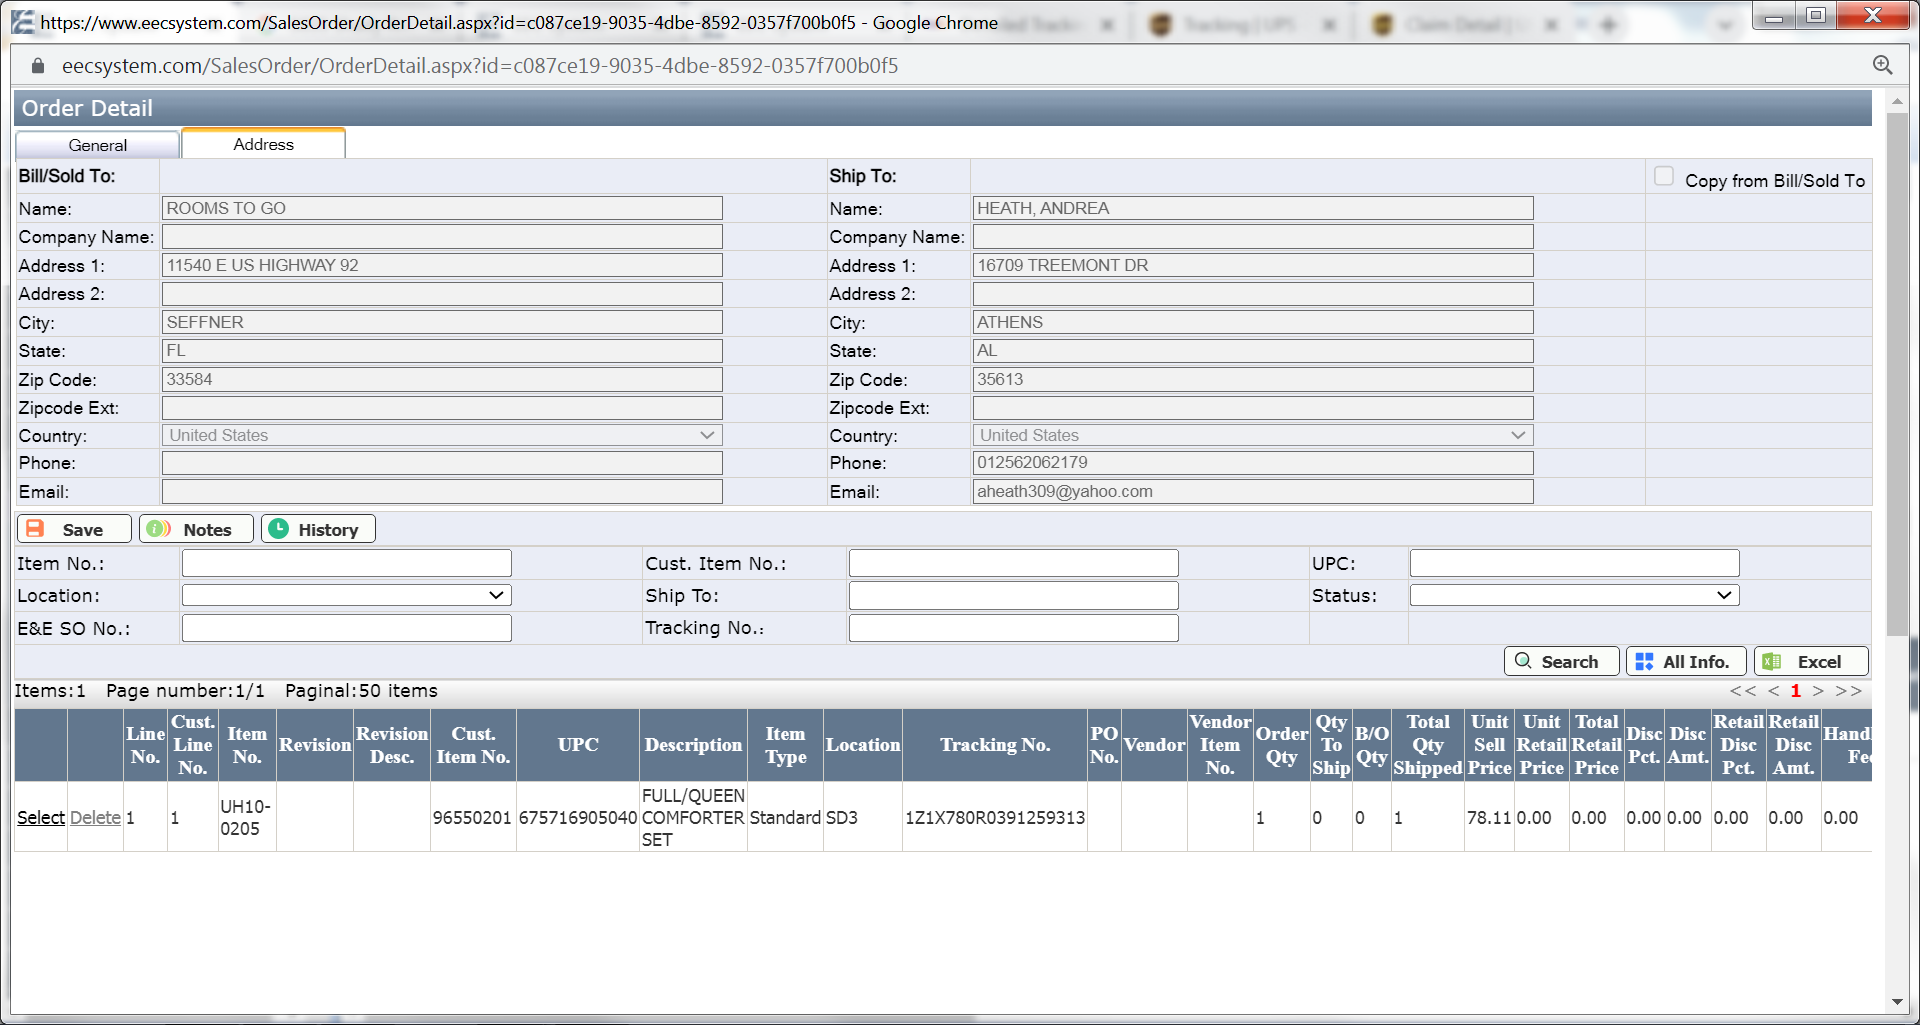 https://www.eecsystem.com/SalesOrder/OrderDetail.aspx?id=c087ce19-9035-4dbe-8592-0357f700b0f5 - Google Chrome
Tracking | UPS
Claim Detail |
eecsystem.com/SalesOrder/OrderDetail.aspx?id=c087ce19-9035-4dbe-8592-0357f700b0f5
Order Detail
General Address
Bill/Sold To: Ship To: Copy from Bill/Sold To
Name: ROOMS TO GO Name: HEATH, ANDREA
Company Name: Company Name:
Address 1: 11540 E US HIGHWAY 92 Address 1: 16709 TREEMONT DR
Address 2: Address 2:
City: SEFFNER City: ATHENS
State: FL State: AL
Zip Code: 33584 Zip Code: 35613
Zipcode Ext: Zipcode Ext:
Country: United States Country: United States
Phone: Phone: 012562062179
Email: Email: aheath309@yahoo.com
Save Notes History
Item No.: Cust. Item No.: UPC:
Location: Ship To: Status:
E&E SO No.: Tracking No.:
Search All Info. Excel
Items:1 Page number:1/1 Paginal:50 items << < 1 > >>
Line No. Cust. Line No. Item No. Revision Revision Desc. Cust. Item No. UPC Description Item Type Location Tracking No. PO No. Vendor Vendor Item No. Order Qty Qty To Ship B/O Qty Total Qty Shipped Unit Sell Price Unit Retail Price Total Retail Price Disc Pct. Disc Amt. Retail Disc Pct. Retail Disc Amt.
Select Delete 1 1 UH10-0205 96550201 675716905040 FULL/QUEEN COMFORTER SET Standard SD3 1Z1X780R0391259313 1 0 0 1 78.11 0.00 0.00 0.00 0.00 0.00 0.00 0.00